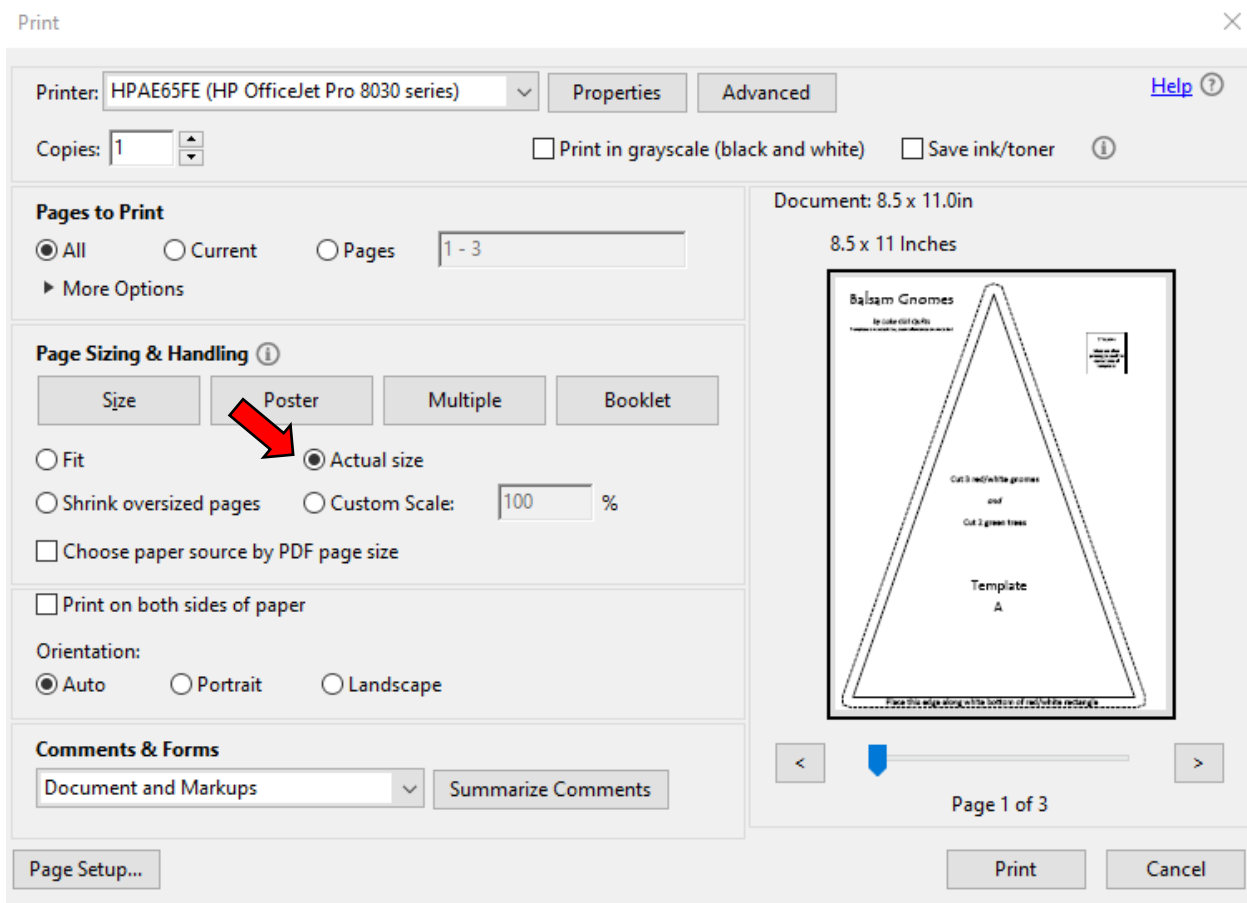 Print
Printer: HPAE65FE (HP OfficeJet Pro 8030 series) Properties Advanced Help
Copies: 1 Print in grayscale (black and white) Save ink/toner
Pages to Print
All Current Pages 1 - 3
More Options
Page Sizing & Handling
Size Poster Multiple Booklet
Fit Actual size
Shrink oversized pages Custom Scale: 100 %
Choose paper source by PDF page size
Print on both sides of paper
Orientation:
Auto Portrait Landscape
Comments & Forms
Document and Markups Summarize Comments
Document: 8.5 x 11.0in
8.5 x 11 Inches
Balsam Gnomes
Cut 3 red/white gnomes
and
Cut 2 green trees
Template
A
Place this edge along white bottom of red/white rectangle
< >
Page 1 of 3
Page Setup... Print Cancel